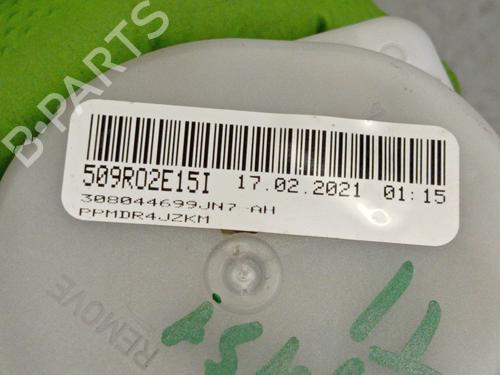 B-PARTS
509R02E15I 17.02.2021 01:15
308044699JN7-AH
PPMDR4JZKM
REMOVE